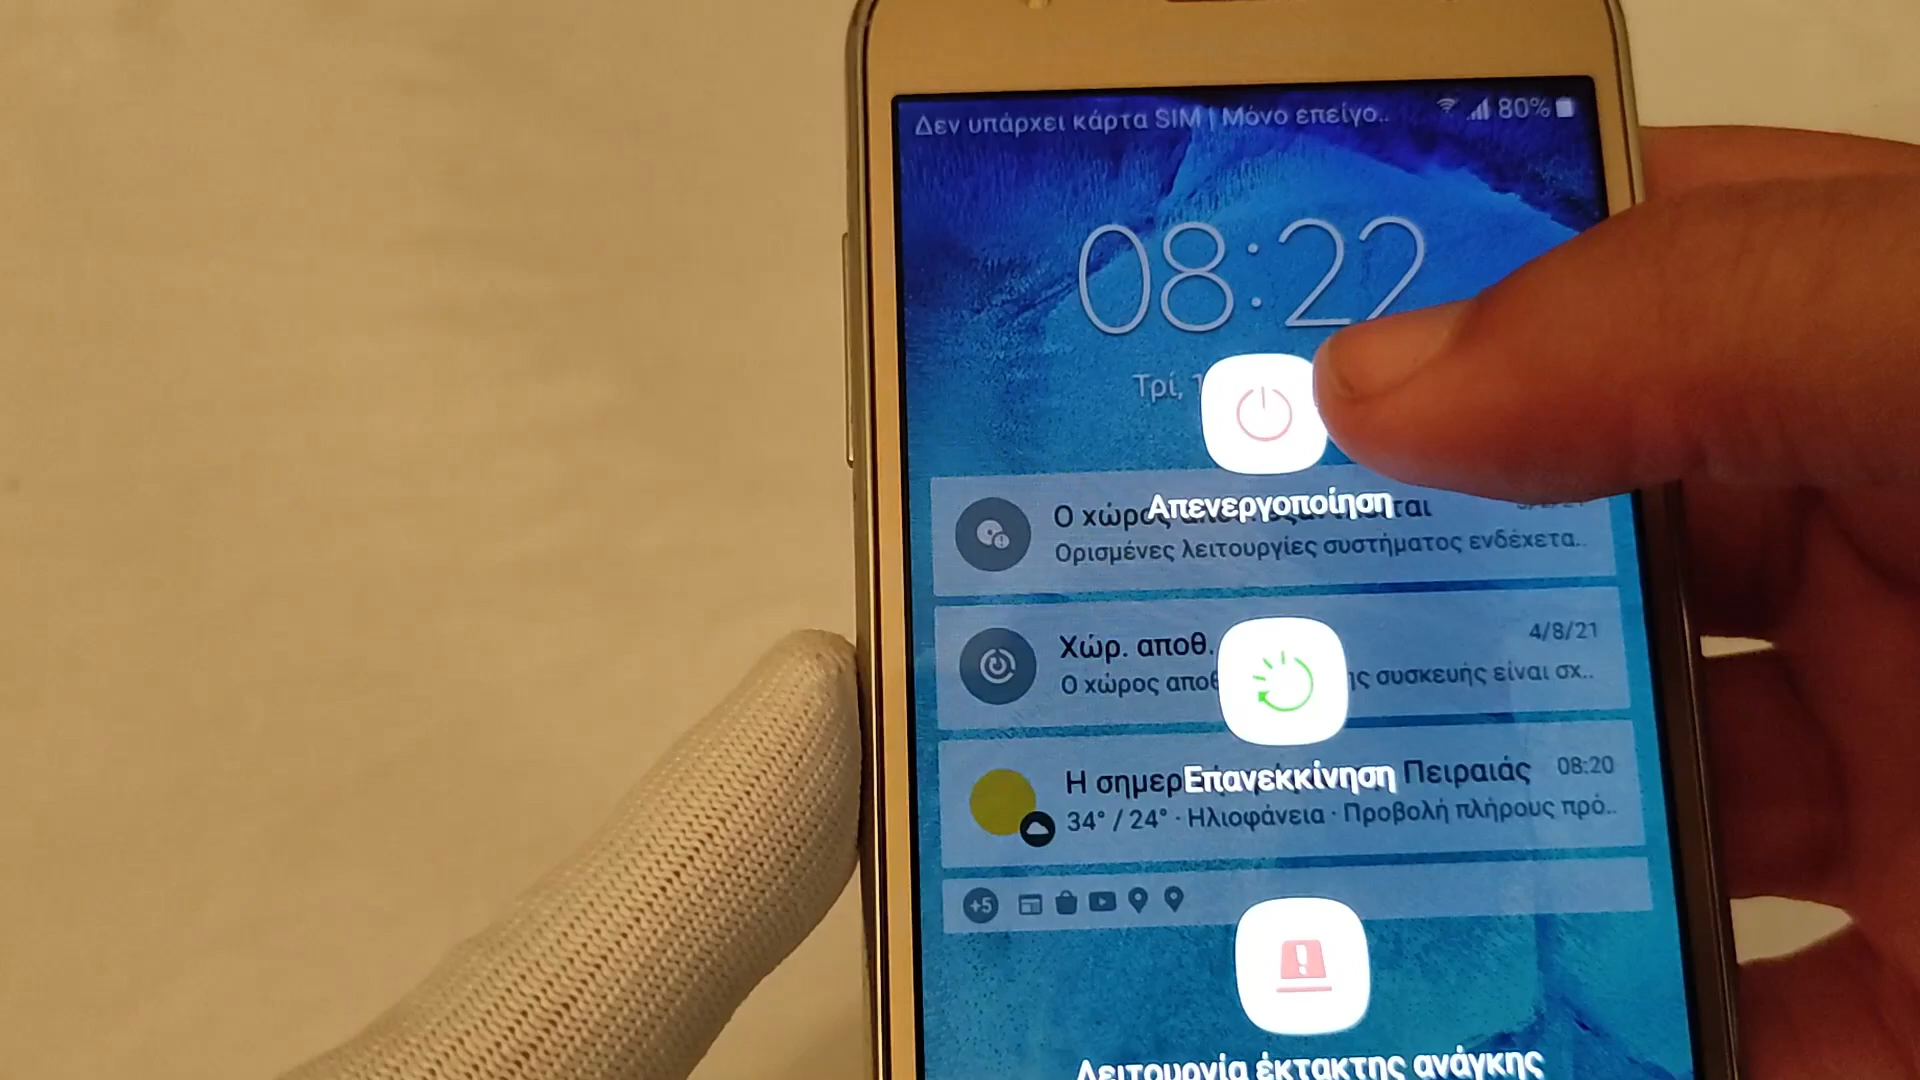 Δεν υπάρχει κάρτα SIM | Μόνο επείγο..
80%
08:22
Τρί,
Απενεργοποίηση
Ο χώρο
Ορισμένες λειτουργίες συστήματος ενδέχετα..
Χώρ. αποθ.
4/8/21
Ο χώρος αποθ ης συσκευής είναι σχ..
Επανεκκίνηση
Η σημερ Πειραιάς
08:20
34° / 24° · Ηλιοφάνεια · Προβολή πλήρους πρό..
+5
Λειτουργία έκτακτης ανάγκης